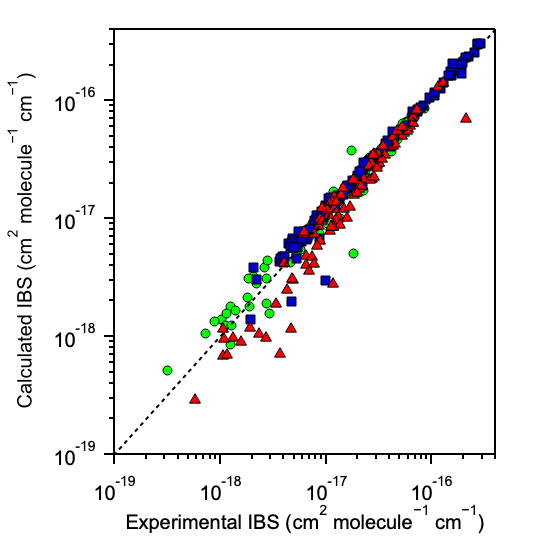 Calculated IBS (cm² molecule⁻¹ cm⁻¹)
10⁻¹⁶
10⁻¹⁷
10⁻¹⁸
10⁻¹⁹
10⁻¹⁹ 10⁻¹⁸ 10⁻¹⁷ 10⁻¹⁶
Experimental IBS (cm² molecule⁻¹ cm⁻¹)